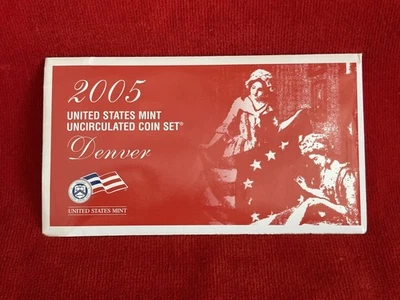 2005
UNITED STATES MINT
UNCIRCULATED COIN SET®
Denver
UNITED STATES MINT